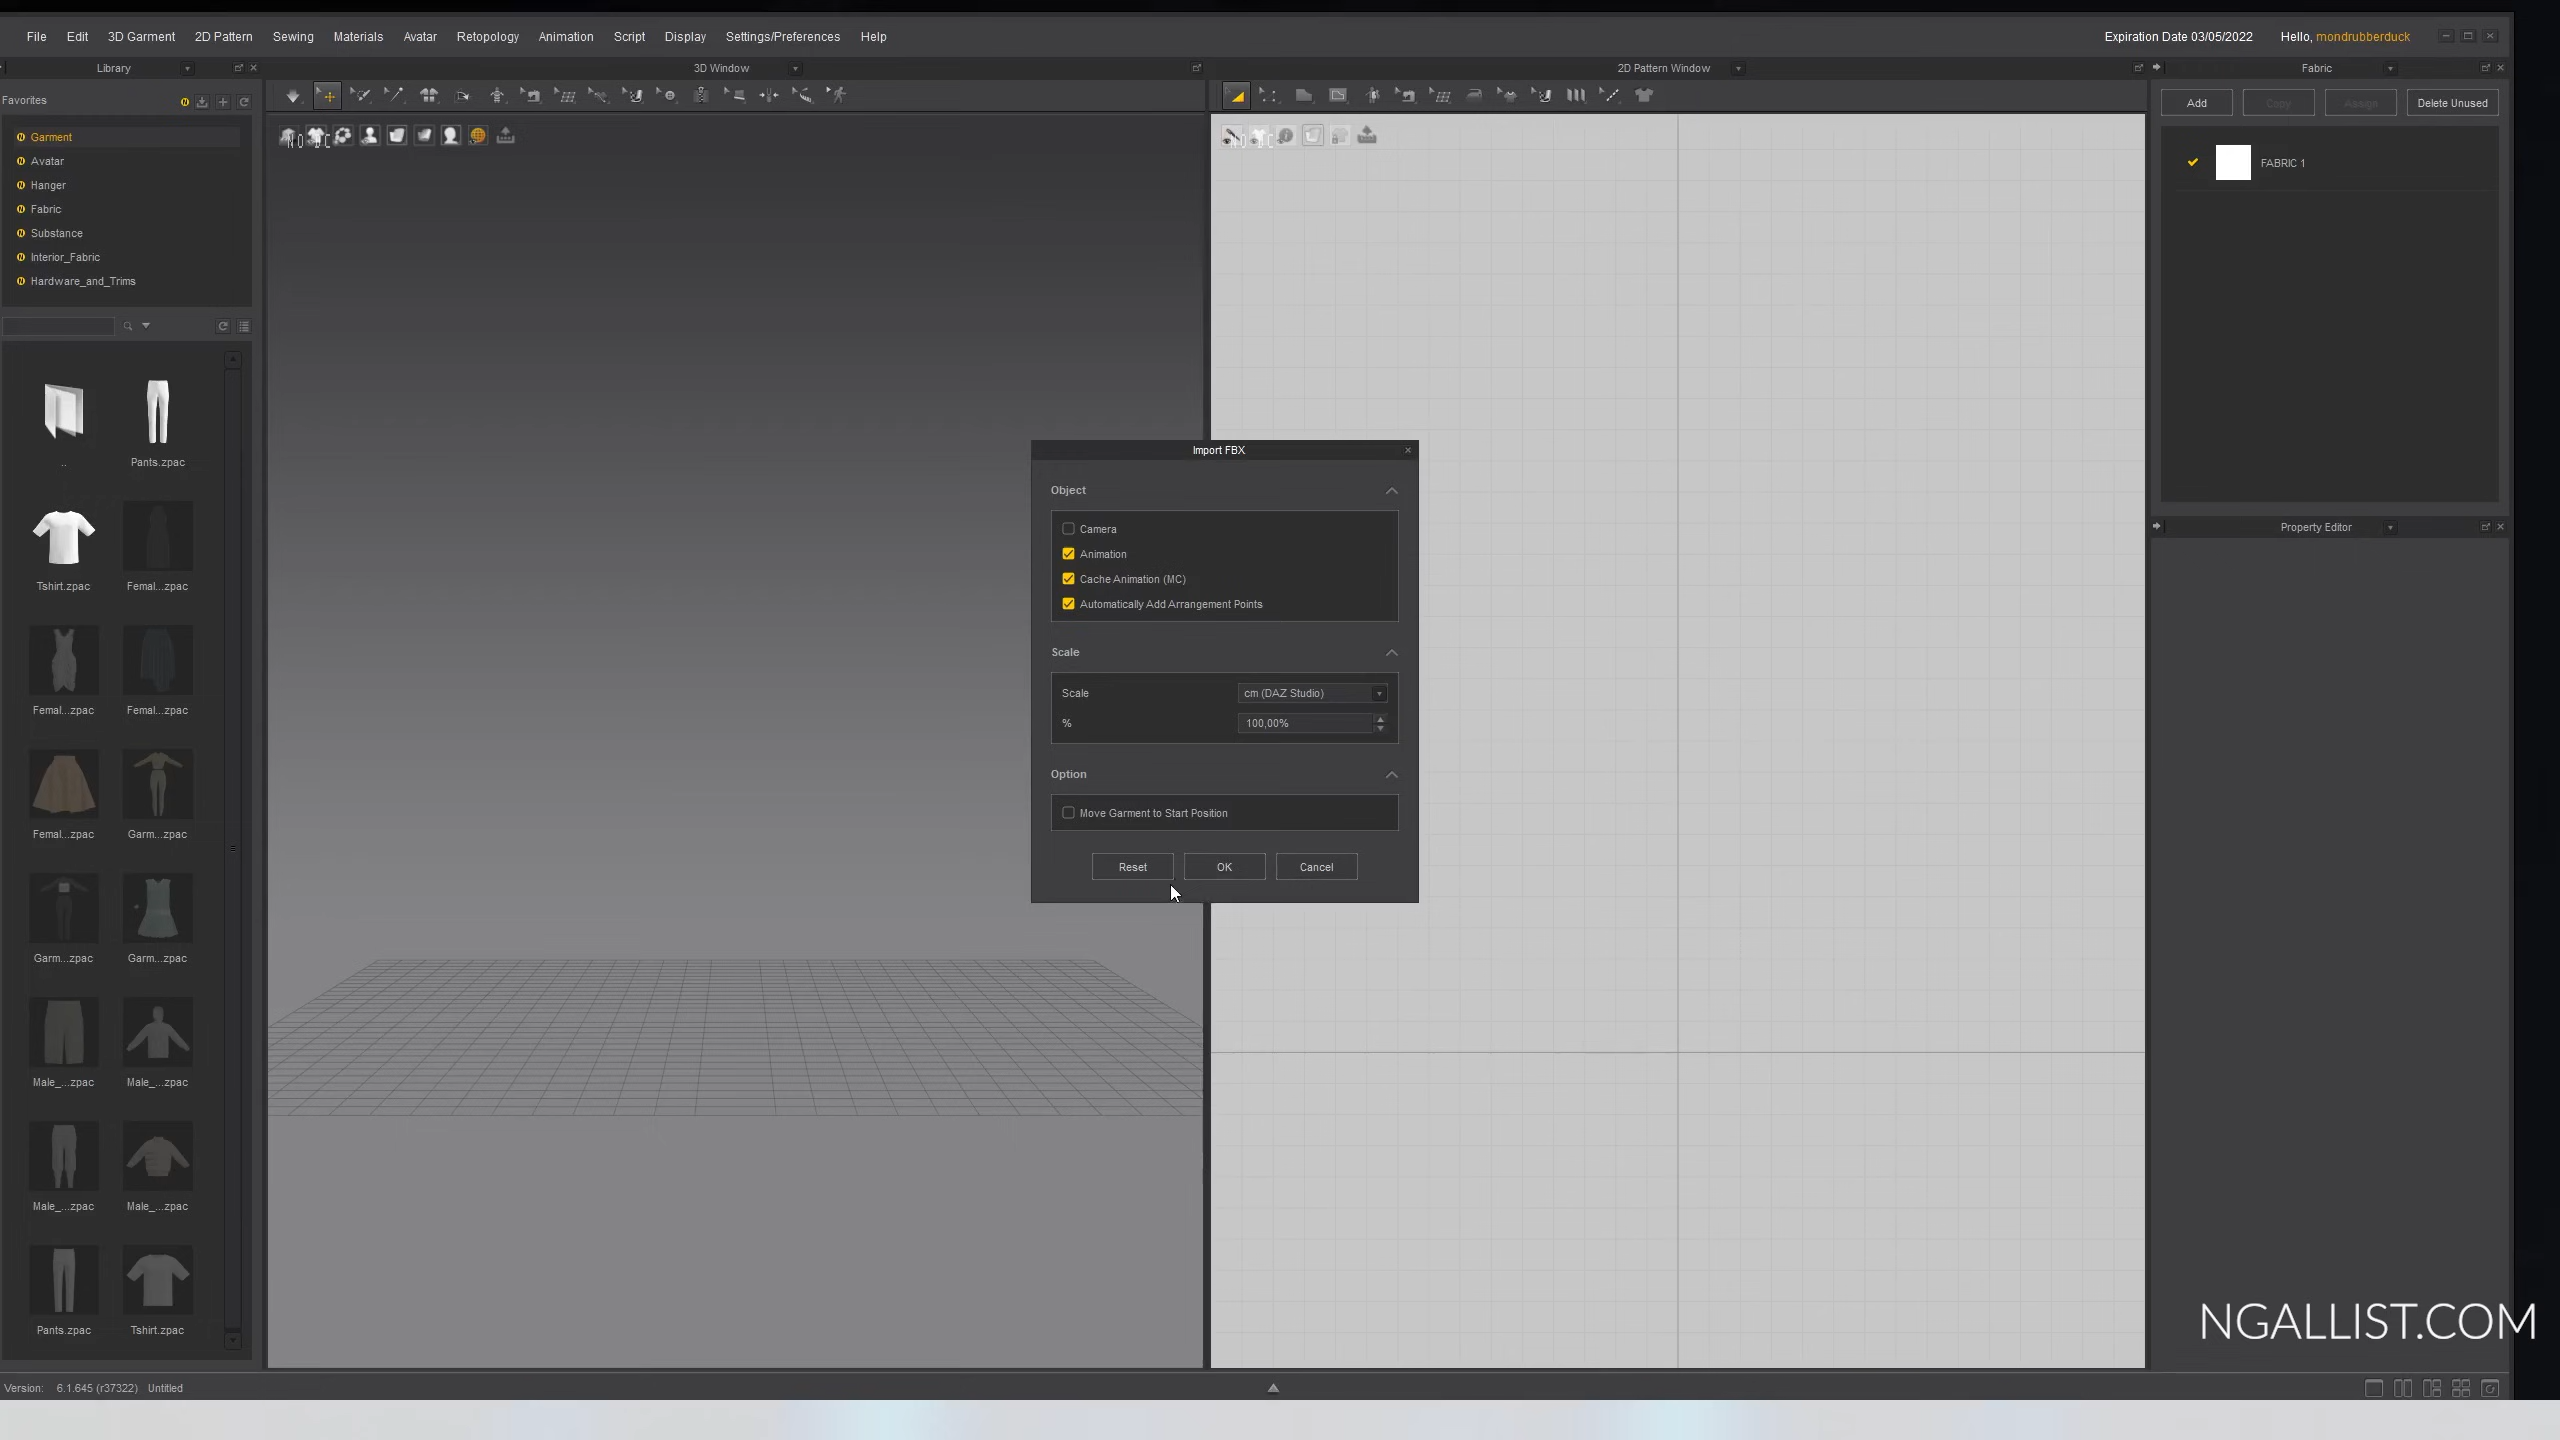 File Edit 3D Garment 2D Pattern Sewing Materials Avatar Retopology Animation Script Display Settings/Preferences Help Expiration Date 03/05/2022 Hello, mondrubberduck
Library 3D Window 2D Pattern Window Fabric
Favorites
Add Copy Assign Delete Unused
Garment
Avatar
Hanger
Fabric
Substance
Interior_Fabric
Hardware_and_Trims
FABRIC 1
.. Pants.zpac
Tshirt.zpac Femal...zpac
Femal...zpac Femal...zpac
Femal...zpac Garm...zpac
Garm...zpac Garm...zpac
Male_...zpac Male_...zpac
Male_...zpac Male_...zpac
Pants.zpac Tshirt.zpac
Import FBX
Object
Camera
Animation
Cache Animation (MC)
Automatically Add Arrangement Points
Scale
Scale cm (DAZ Studio)
% 100,00%
Option
Move Garment to Start Position
Reset OK Cancel
Property Editor
NGALLIST.COM
Version: 6.1.645 (r37322) Untitled